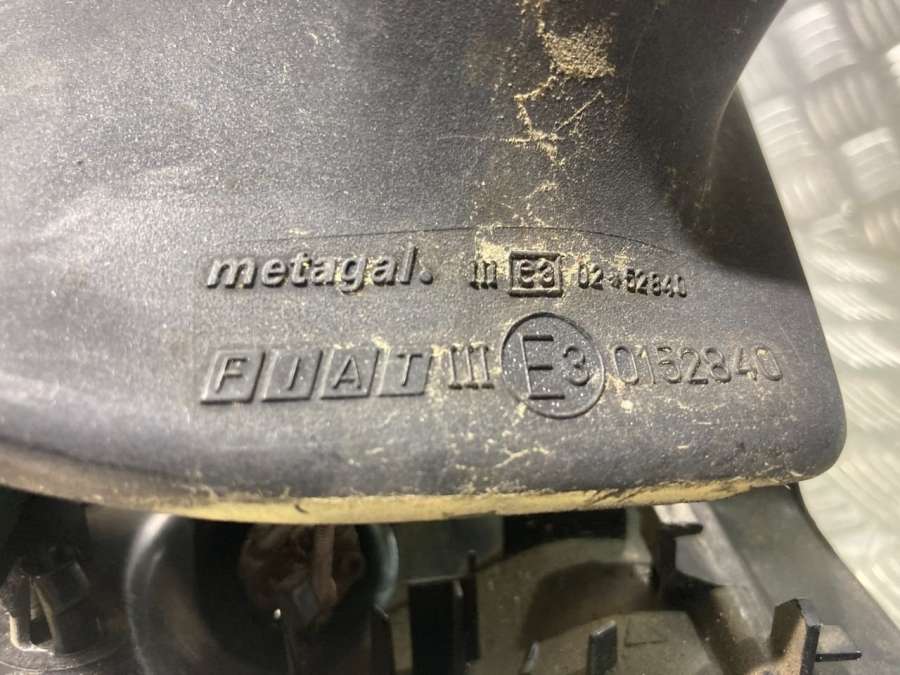 metagal. III e3 02*52840
FIAT III E3 0152840